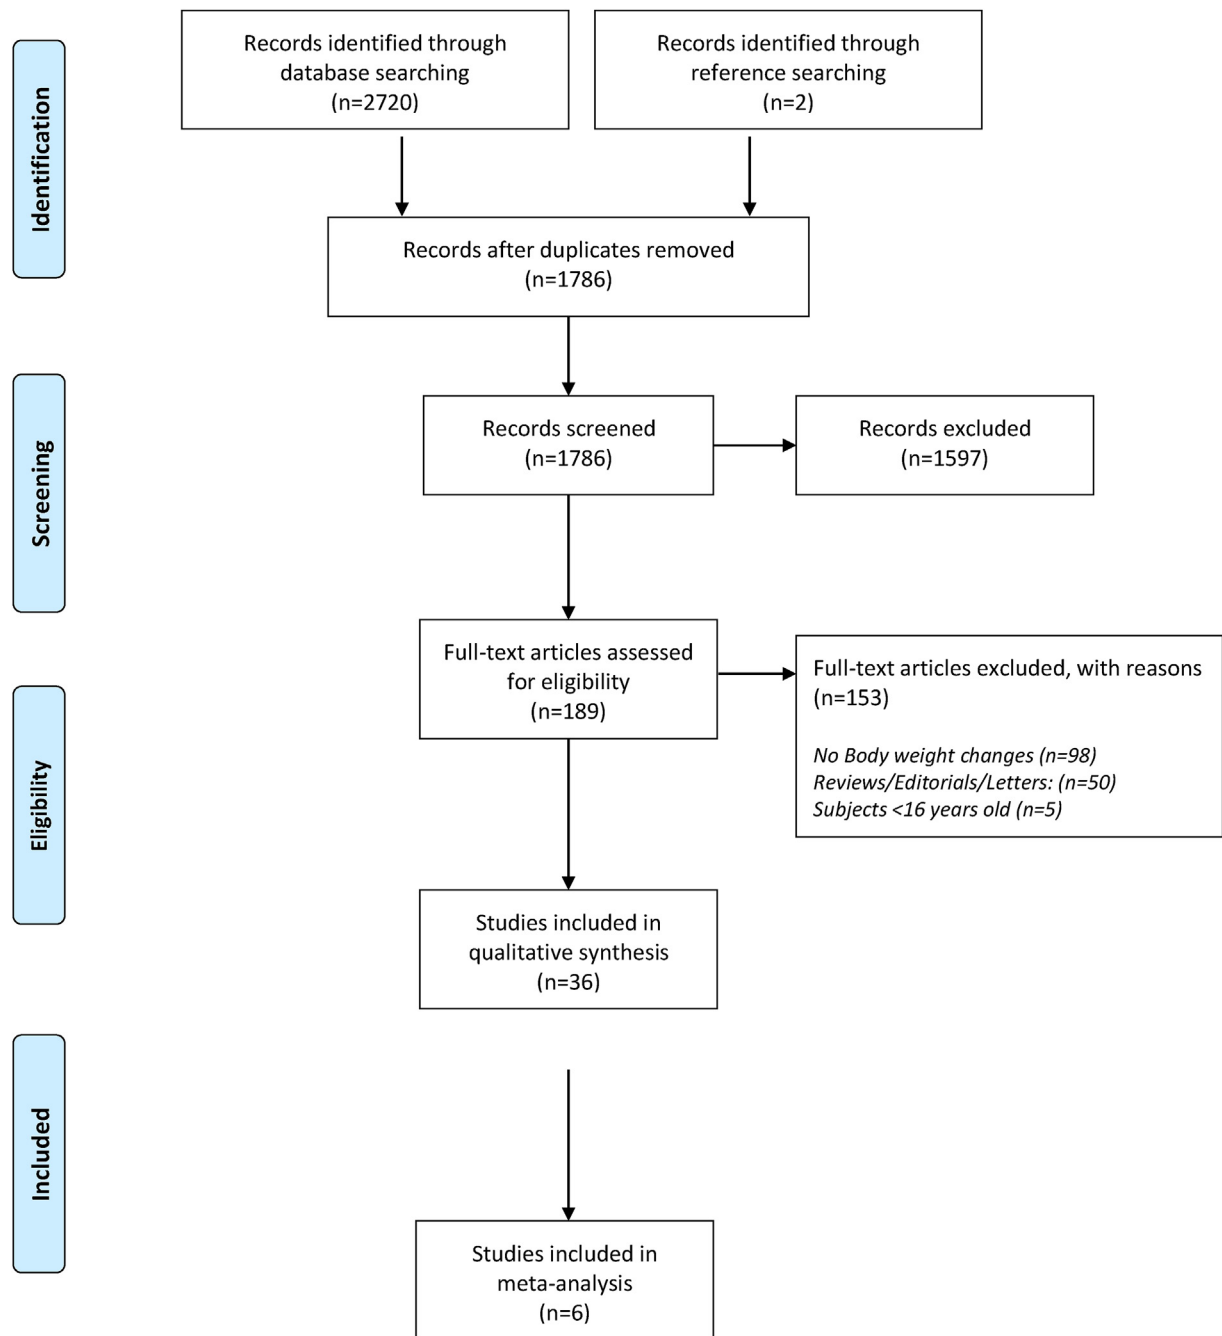 Identification
Records identified through
database searching
(n=2720)
Records identified through
reference searching
(n=2)
Records after duplicates removed
(n=1786)
Screening
Records screened
(n=1786)
Records excluded
(n=1597)
Eligibility
Full-text articles assessed
for eligibility
(n=189)
Full-text articles excluded, with reasons
(n=153)
No Body weight changes (n=98)
Reviews/Editorials/Letters: (n=50)
Subjects <16 years old (n=5)
Studies included in
qualitative synthesis
(n=36)
Included
Studies included in
meta-analysis
(n=6)